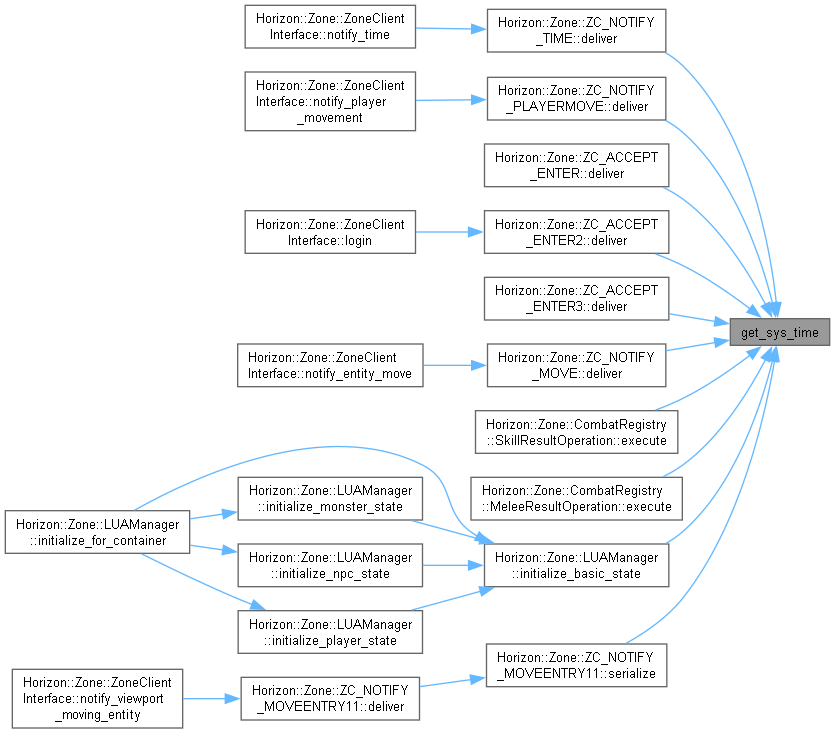 Horizon::Zone::ZoneClient
Interface::notify_time
Horizon::Zone::ZC_NOTIFY
_TIME::deliver
Horizon::Zone::ZoneClient
Interface::notify_player
_movement
Horizon::Zone::ZC_NOTIFY
_PLAYERMOVE::deliver
Horizon::Zone::ZC_ACCEPT
_ENTER::deliver
Horizon::Zone::ZoneClient
Interface::login
Horizon::Zone::ZC_ACCEPT
_ENTER2::deliver
Horizon::Zone::ZC_ACCEPT
_ENTER3::deliver
get_sys_time
Horizon::Zone::ZoneClient
Interface::notify_entity_move
Horizon::Zone::ZC_NOTIFY
_MOVE::deliver
Horizon::Zone::CombatRegistry
::SkillResultOperation::execute
Horizon::Zone::CombatRegistry
::MeleeResultOperation::execute
Horizon::Zone::LUAManager
::initialize_monster_state
Horizon::Zone::LUAManager
::initialize_for_container
Horizon::Zone::LUAManager
::initialize_npc_state
Horizon::Zone::LUAManager
::initialize_basic_state
Horizon::Zone::LUAManager
::initialize_player_state
Horizon::Zone::ZC_NOTIFY
_MOVEENTRY11::serialize
Horizon::Zone::ZoneClient
Interface::notify_viewport
_moving_entity
Horizon::Zone::ZC_NOTIFY
_MOVEENTRY11::deliver